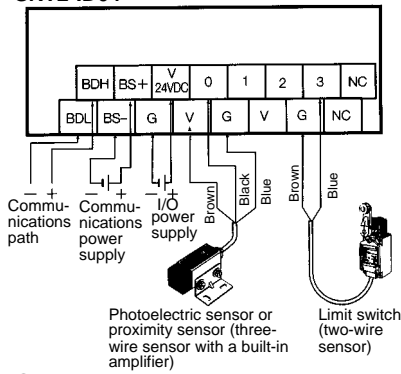 BDH BS+ V 24VDC 0 1 2 3 NC
BDL BS– G V G V G NC
– + – + – +
Commu-
nications
path
Commu-
nications
power
supply
I/O
power
supply
Brown
Black
Blue
Brown
Blue
Photoelectric sensor or
proximity sensor (three-
wire sensor with a built-in
amplifier)
Limit switch
(two-wire
sensor)